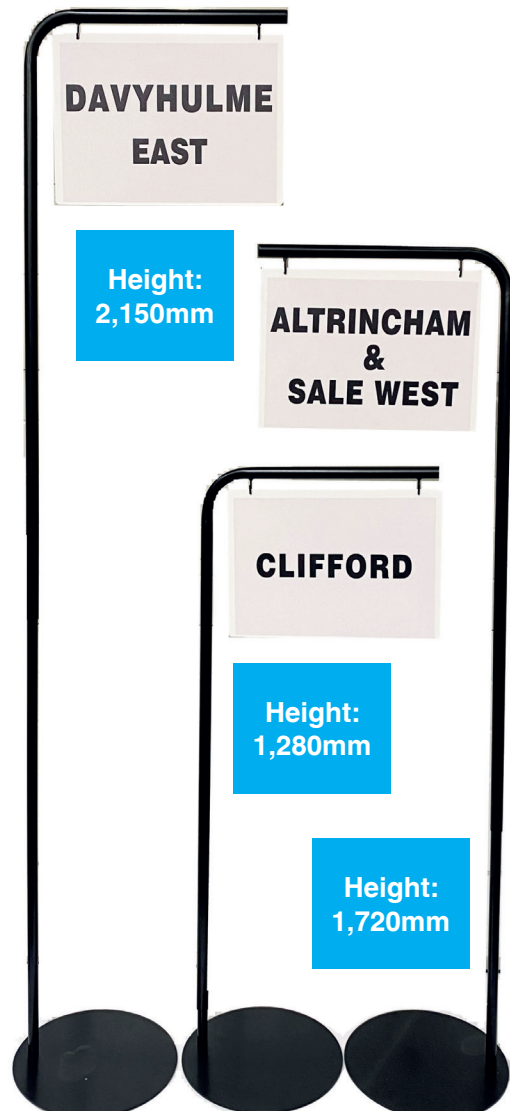 DAVYHULME
EAST
Height:
2,150mm
ALTRINCHAM
&
SALE WEST
CLIFFORD
Height:
1,280mm
Height:
1,720mm